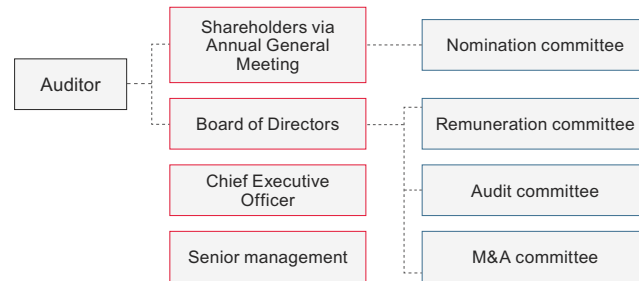 Shareholders via
Annual General
Meeting
Nomination committee
Auditor
Board of Directors
Remuneration committee
Chief Executive
Officer
Audit committee
Senior management
M&A committee